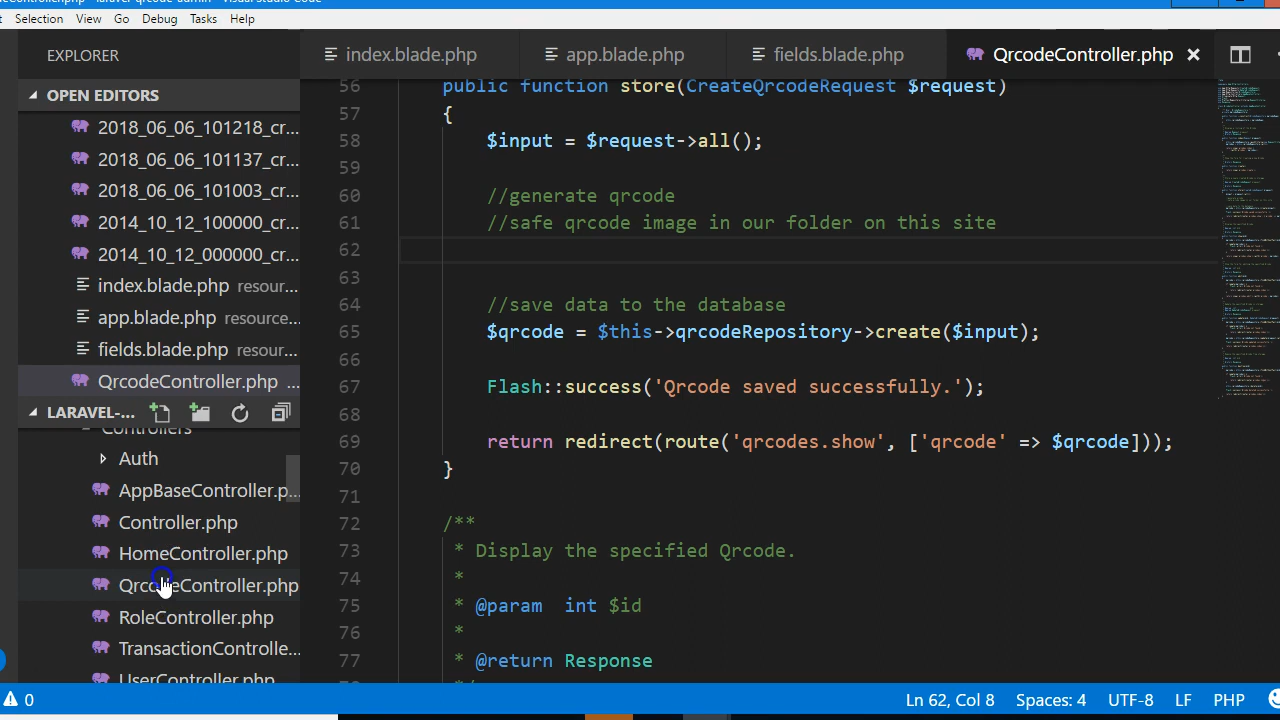 Selection View Go Debug Tasks Help
EXPLORER
index.blade.php
app.blade.php
fields.blade.php
QrcodeController.php
OPEN EDITORS
2018_06_06_101218_cr...
2018_06_06_101137_cr...
2018_06_06_101003_cr...
2014_10_12_100000_cr...
2014_10_12_000000_cr...
index.blade.php resour...
app.blade.php resource...
fields.blade.php resour...
QrcodeController.php ...
LARAVEL-...
Controllers
Auth
AppBaseController.p...
Controller.php
HomeController.php
QrcodeController.php
RoleController.php
TransactionControlle...
UserController.php
56 public function store(CreateQrcodeRequest $request)
57 {
58 $input = $request->all();
59
60 //generate qrcode
61 //safe qrcode image in our folder on this site
62
63
64 //save data to the database
65 $qrcode = $this->qrcodeRepository->create($input);
66
67 Flash::success('Qrcode saved successfully.');
68
69 return redirect(route('qrcodes.show', ['qrcode' => $qrcode]));
70 }
71
72 /**
73 * Display the specified Qrcode.
74 *
75 * @param int $id
76 *
77 * @return Response
0
Ln 62, Col 8 Spaces: 4 UTF-8 LF PHP